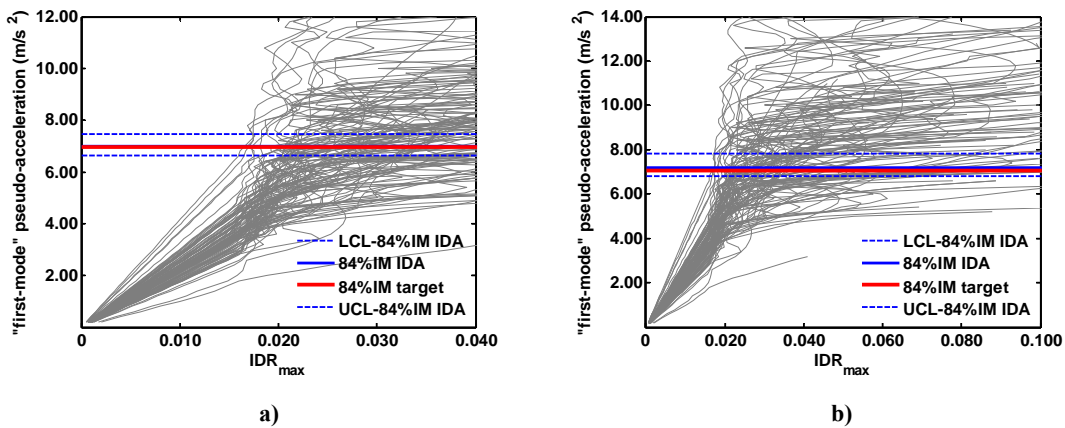 "first-mode" pseudo-acceleration (m/s²)
12.00
10.00
8.00
6.00
4.00
2.00
0
0.010
0.020
0.030
0.040
IDRmax
LCL-84%IM IDA
84%IM IDA
84%IM target
UCL-84%IM IDA
a)
"first-mode" pseudo-acceleration (m/s²)
14.00
12.00
10.00
8.00
6.00
4.00
2.00
0
0.020
0.040
0.060
0.080
0.100
IDRmax
LCL-84%IM IDA
84%IM IDA
84%IM target
UCL-84%IM IDA
b)